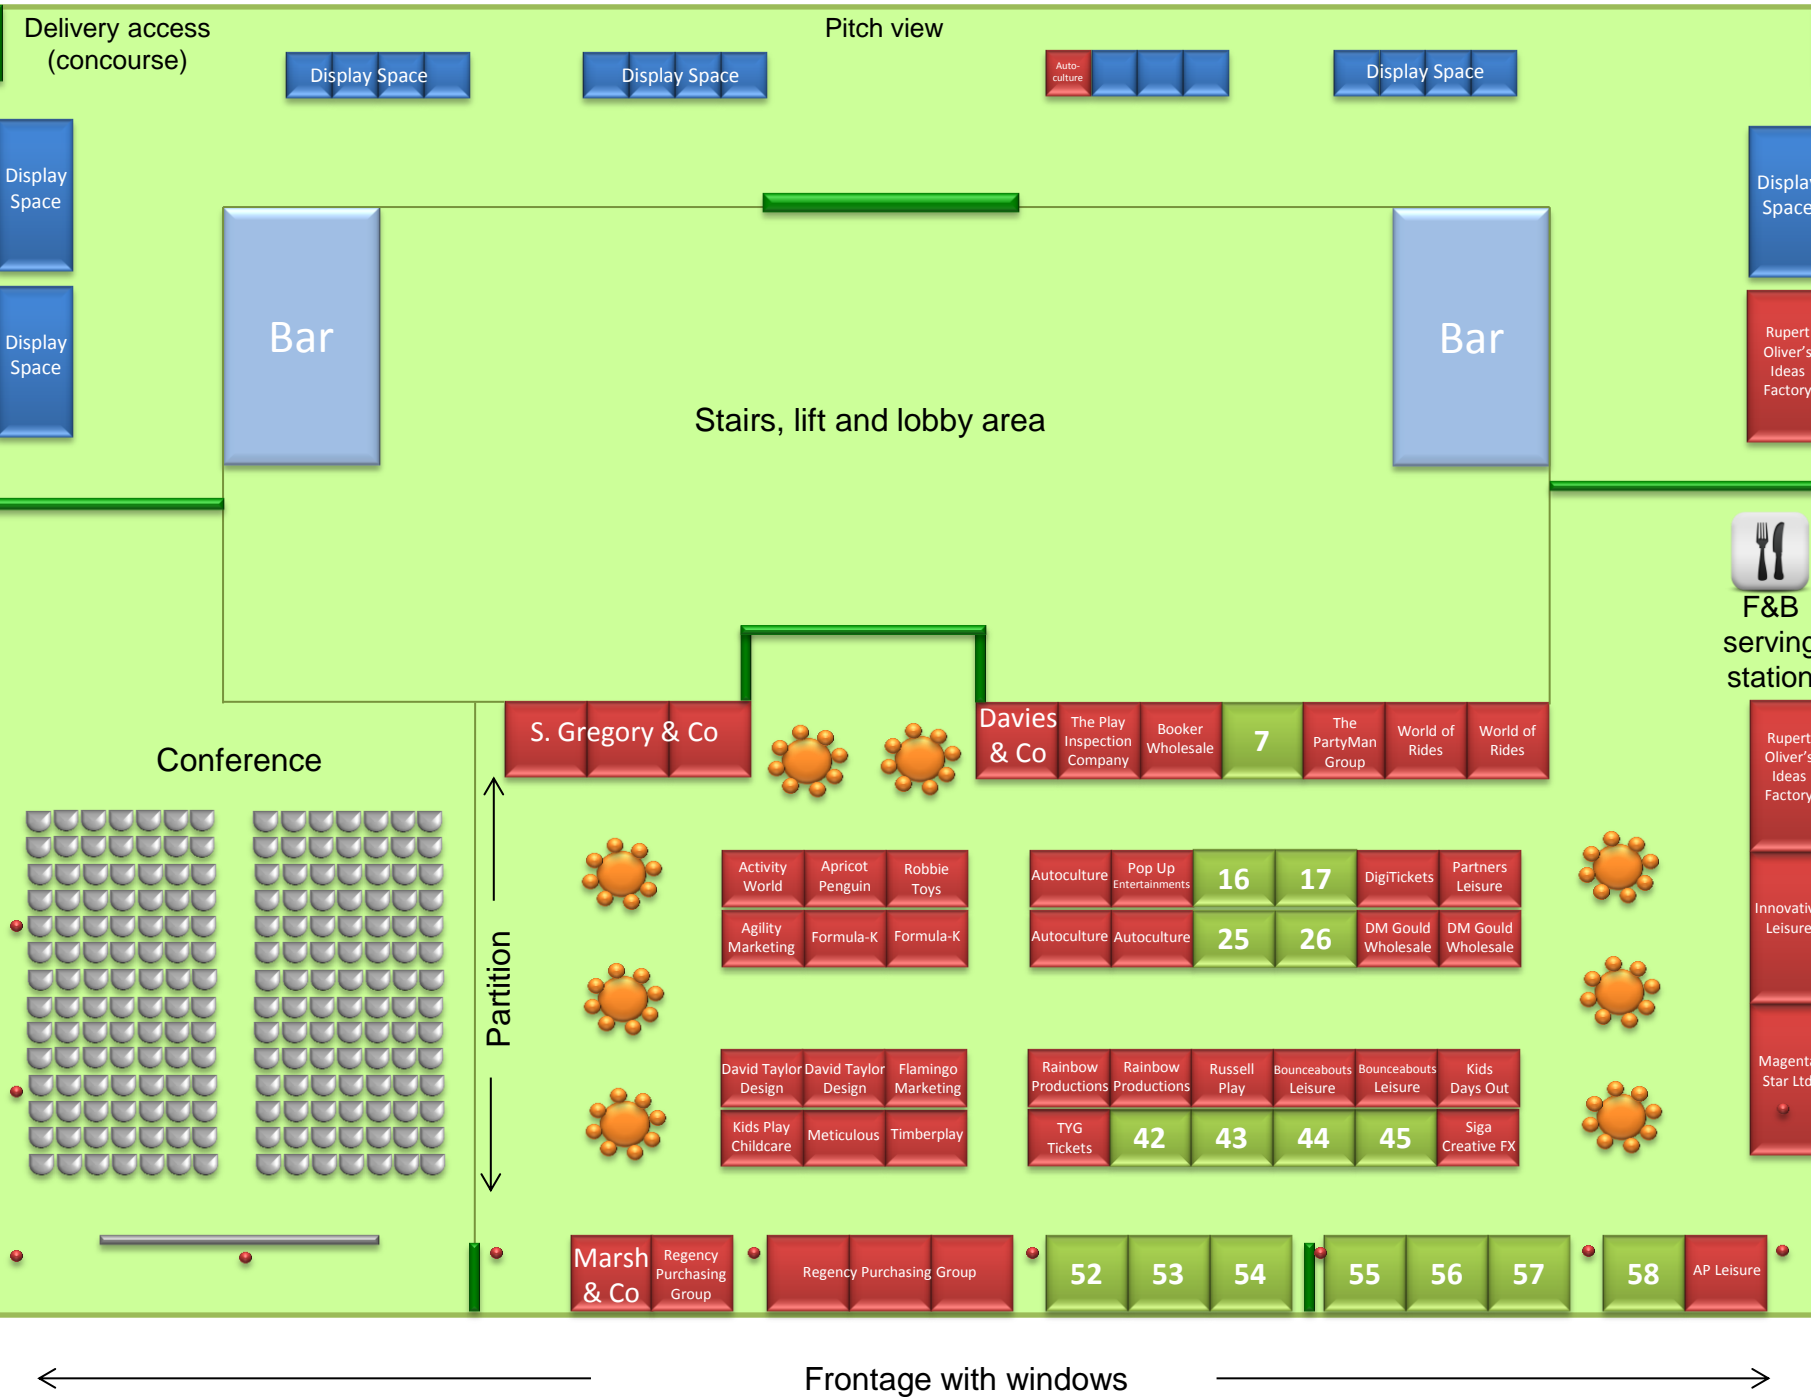 Delivery access
(concourse)
Pitch view
Display Space
Display Space
Auto-
culture
Display Space
Display
Space
Display
Space
Display
Space
Rupert
Oliver's
Ideas
Factory
Bar
Bar
Stairs, lift and lobby area
F&B
serving
station
S. Gregory & Co
Davies
& Co
The Play
Inspection
Company
Booker
Wholesale
7
The
PartyMan
Group
World of
Rides
World of
Rides
Conference
Partition
Activity
World
Apricot
Penguin
Robbie
Toys
Autoculture
Pop Up
Entertainments
16
17
DigiTickets
Partners
Leisure
Agility
Marketing
Formula-K
Formula-K
Autoculture
Autoculture
25
26
DM Gould
Wholesale
DM Gould
Wholesale
Rupert
Oliver's
Ideas
Factory
Innovativ
Leisure
Magenta
Star Ltd
David Taylor
Design
David Taylor
Design
Flamingo
Marketing
Rainbow
Productions
Rainbow
Productions
Russell
Play
Bounceabouts
Leisure
Bounceabouts
Leisure
Kids
Days Out
Kids Play
Childcare
Meticulous
Timberplay
TYG
Tickets
42
43
44
45
Siga
Creative FX
Marsh
& Co
Regency
Purchasing
Group
Regency Purchasing Group
52
53
54
55
56
57
58
AP Leisure
Frontage with windows